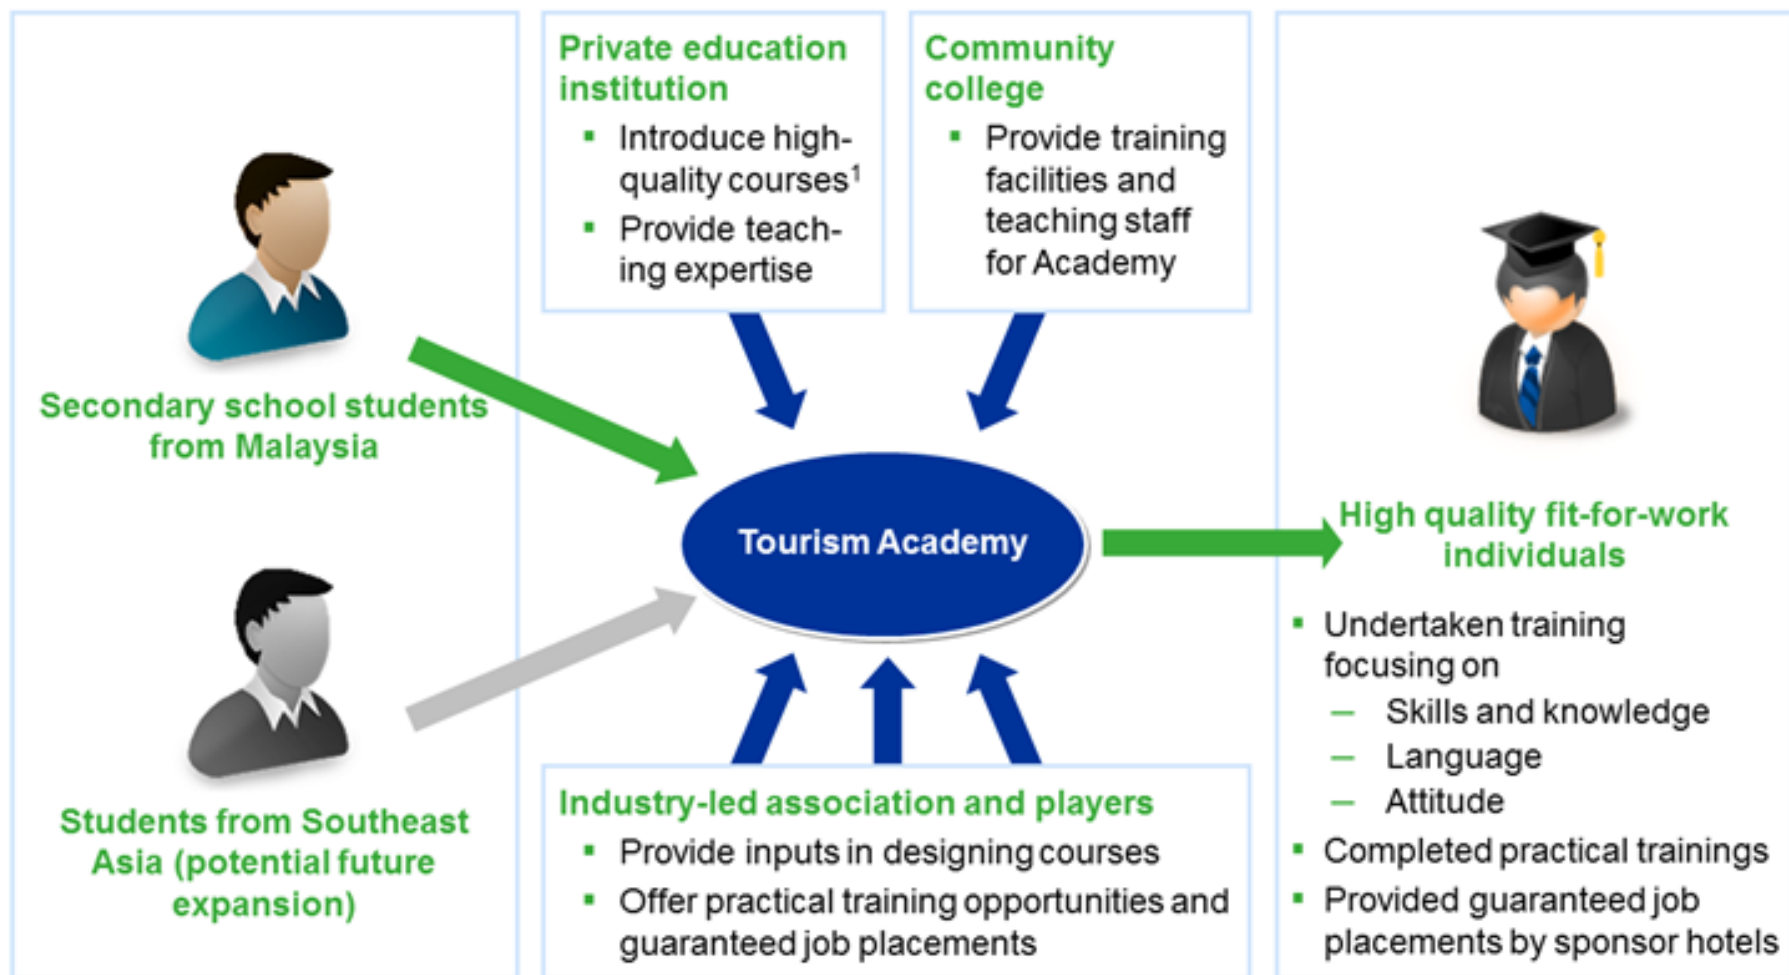 Private education
institution
▪ Introduce high-
quality courses¹
▪ Provide teach-
ing expertise
Community
college
▪ Provide training
facilities and
teaching staff
for Academy
Secondary school students
from Malaysia
Tourism Academy
Students from Southeast
Asia (potential future
expansion)
Industry-led association and players
▪ Provide inputs in designing courses
▪ Offer practical training opportunities and
guaranteed job placements
High quality fit-for-work
individuals
▪ Undertaken training
focusing on
– Skills and knowledge
– Language
– Attitude
▪ Completed practical trainings
▪ Provided guaranteed job
placements by sponsor hotels